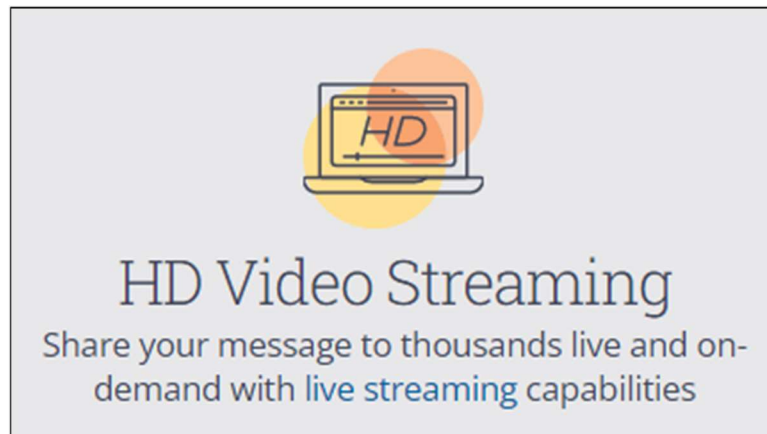 HD
HD Video Streaming
Share your message to thousands live and on-
demand with live streaming capabilities